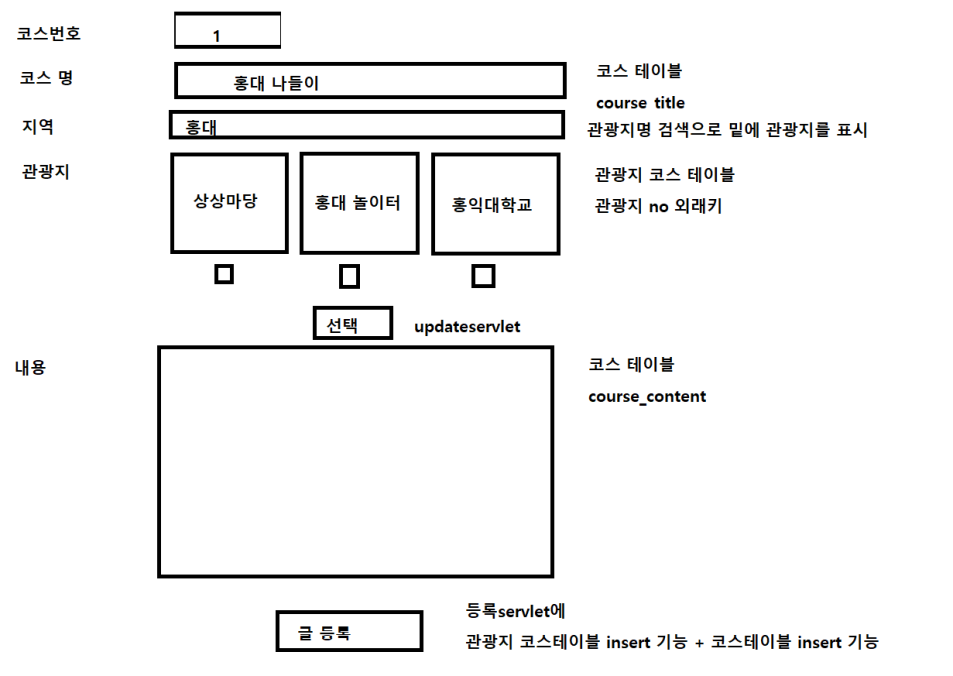 코스번호
1
코스 명
홍대 나들이
코스 테이블
course title
지역
홍대
관광지명 검색으로 밑에 관광지를 표시
관광지
상상마당
홍대 놀이터
홍익대학교
관광지 코스 테이블
관광지 no 외래키
선택
updateservlet
내용
코스 테이블
course_content
글 등록
등록servlet에
관광지 코스테이블 insert 기능 + 코스테이블 insert 기능